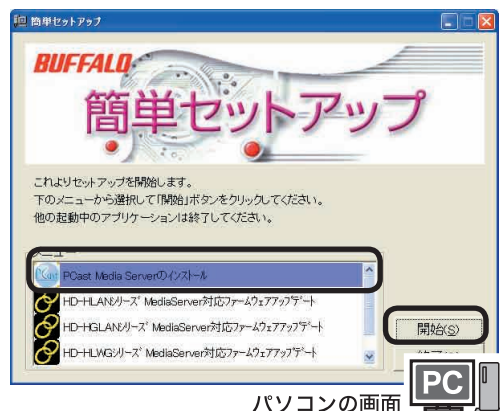 簡単セットアップ
BUFFALO
簡単セットアップ
これよりセットアップを開始します。
下のメニューから選択して「開始」ボタンをクリックしてください。
他の起動中のアプリケーションは終了してください。
メニュー
PCast PCast Media Serverのインストール
HD-HLANシリーズ MediaServer対応ファームウェアアップデート
HD-HGLANシリーズ MediaServer対応ファームウェアアップデート
HD-HLWGシリーズ MediaServer対応ファームウェアアップデート
開始(S)
パソコンの画面
PC